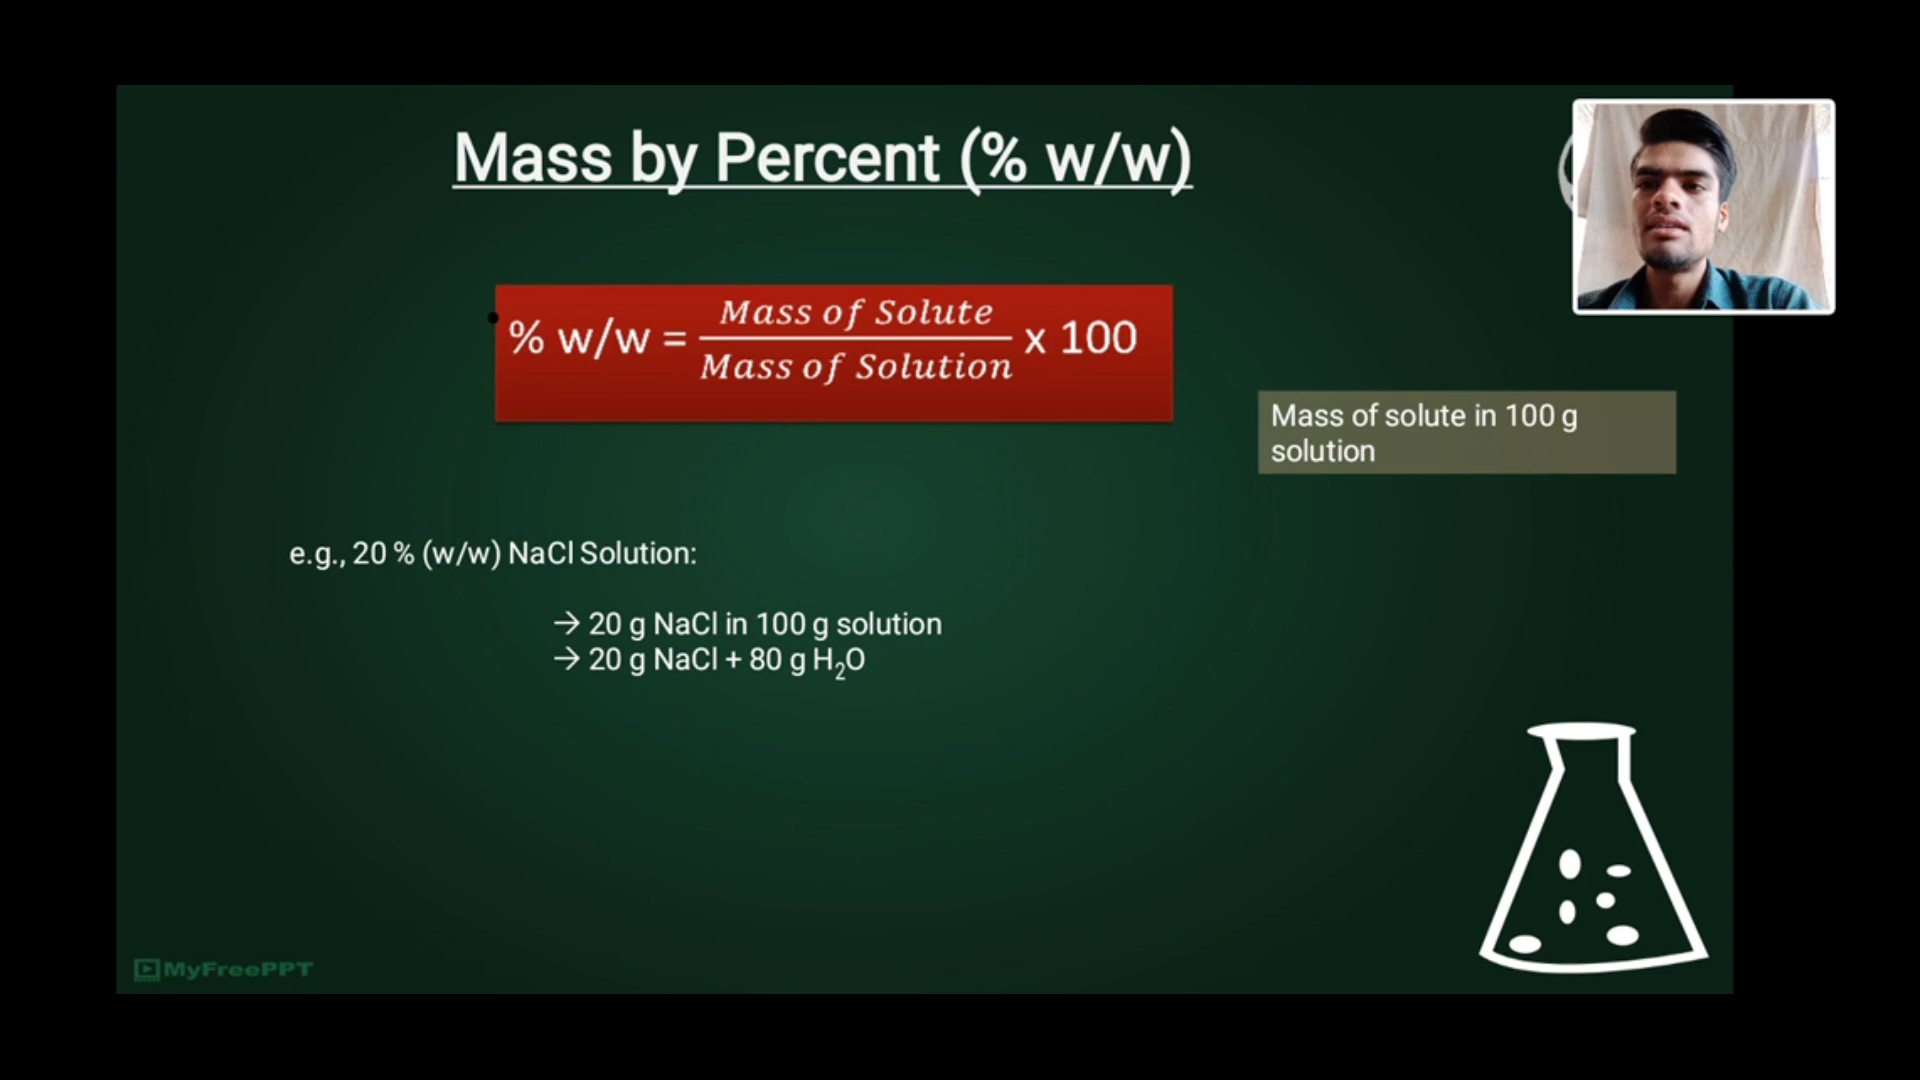 Mass by Percent (% w/w)
% w/w = Mass of Solute / Mass of Solution x 100
Mass of solute in 100 g
solution
e.g., 20 % (w/w) NaCl Solution:
→ 20 g NaCl in 100 g solution
→ 20 g NaCl + 80 g H₂O
MyFreePPT